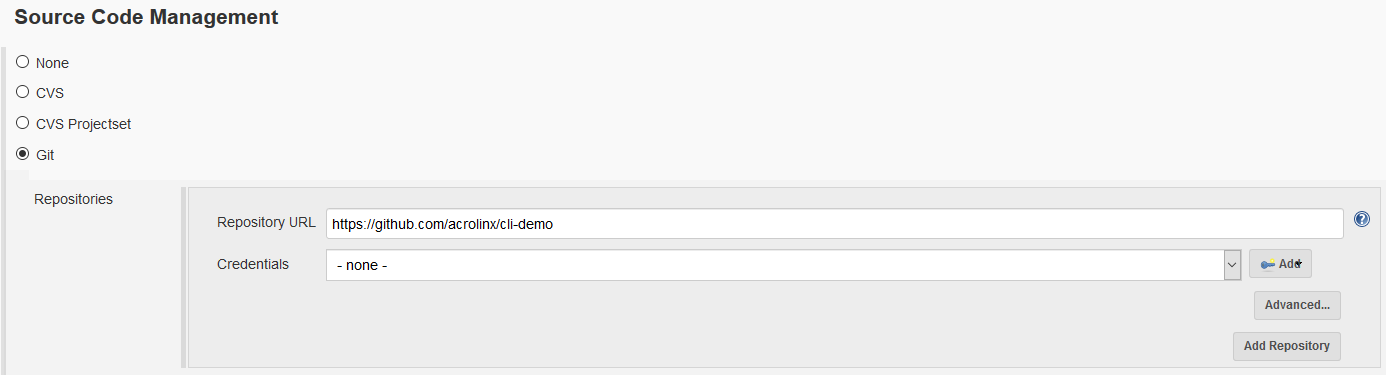 Source Code Management
None
CVS
CVS Projectset
Git
Repositories
Repository URL https://github.com/acrolinx/cli-demo ?
Credentials - none - Add
Advanced...
Add Repository